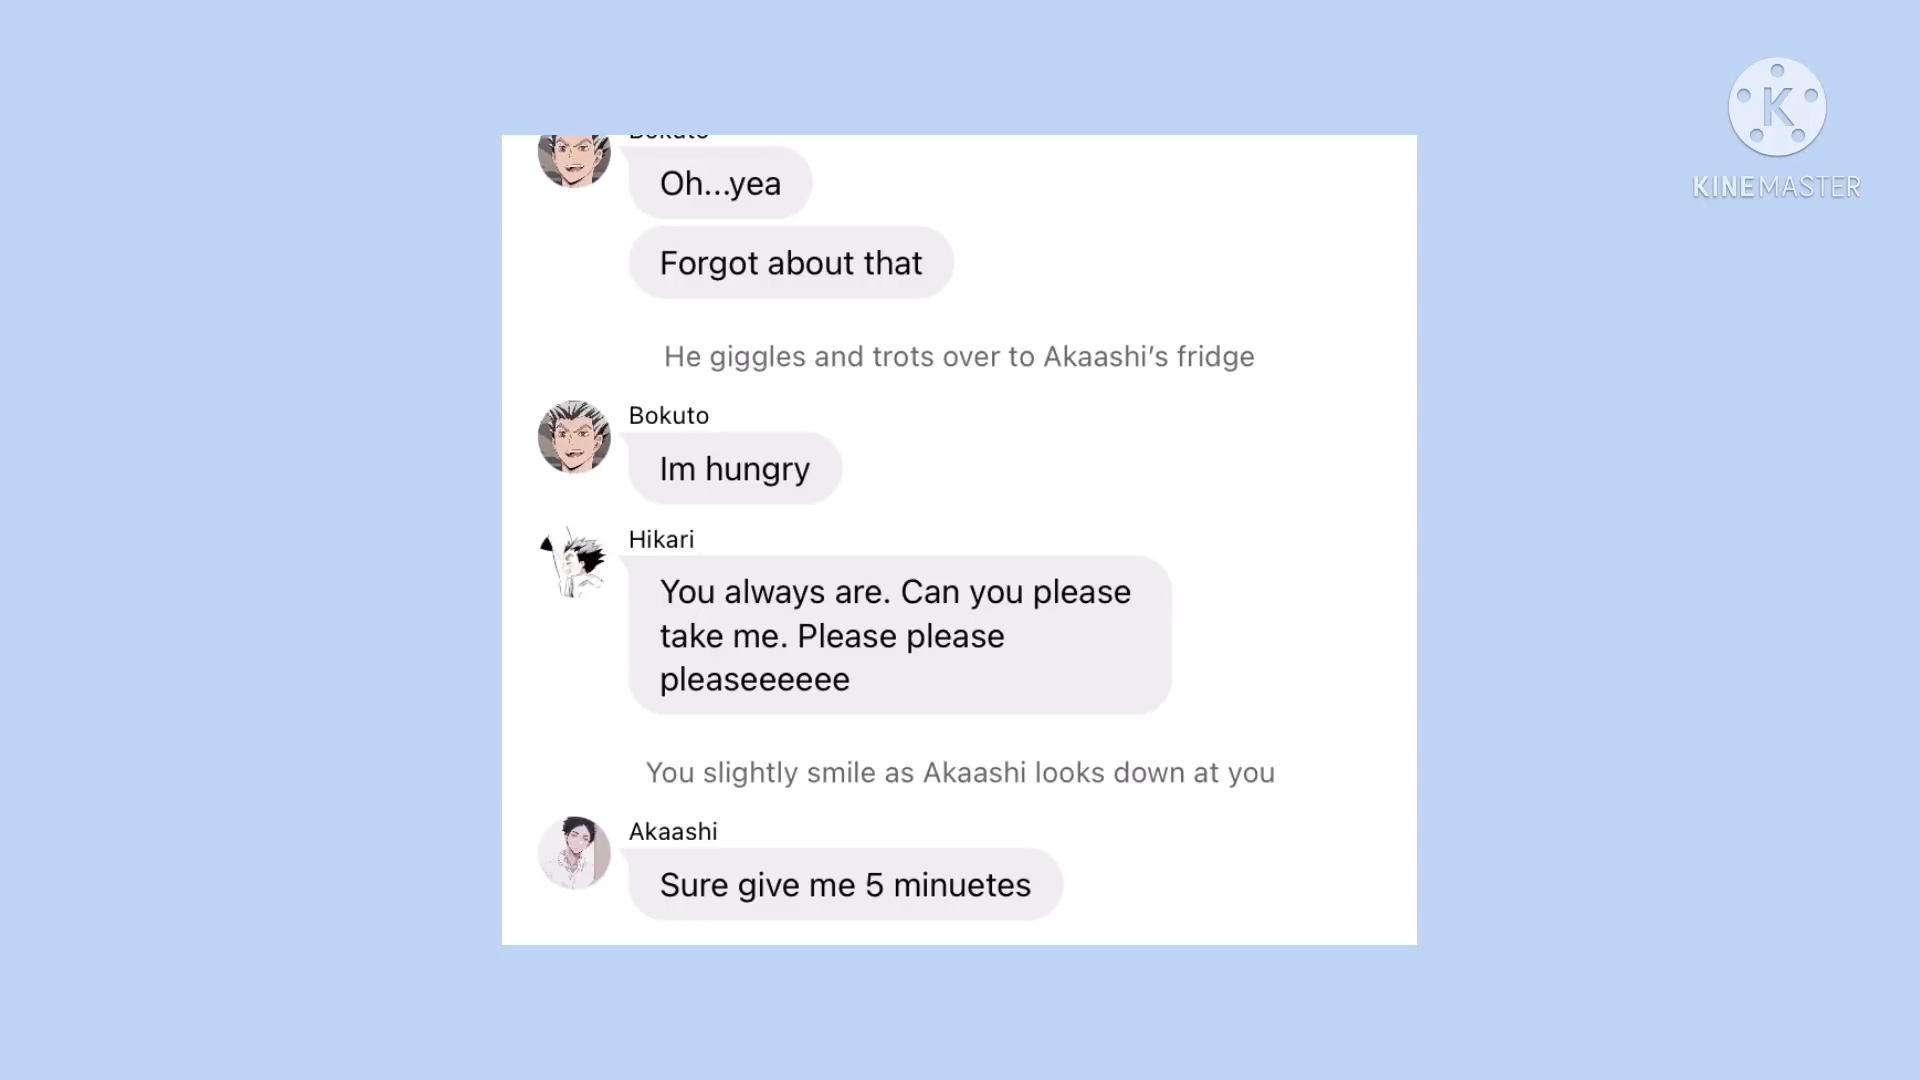 Bokuto
Oh...yea
Forgot about that
He giggles and trots over to Akaashi’s fridge
Bokuto
Im hungry
Hikari
You always are. Can you please
take me. Please please
pleaseeeeee
You slightly smile as Akaashi looks down at you
Akaashi
Sure give me 5 minuetes
K
KINEMASTER